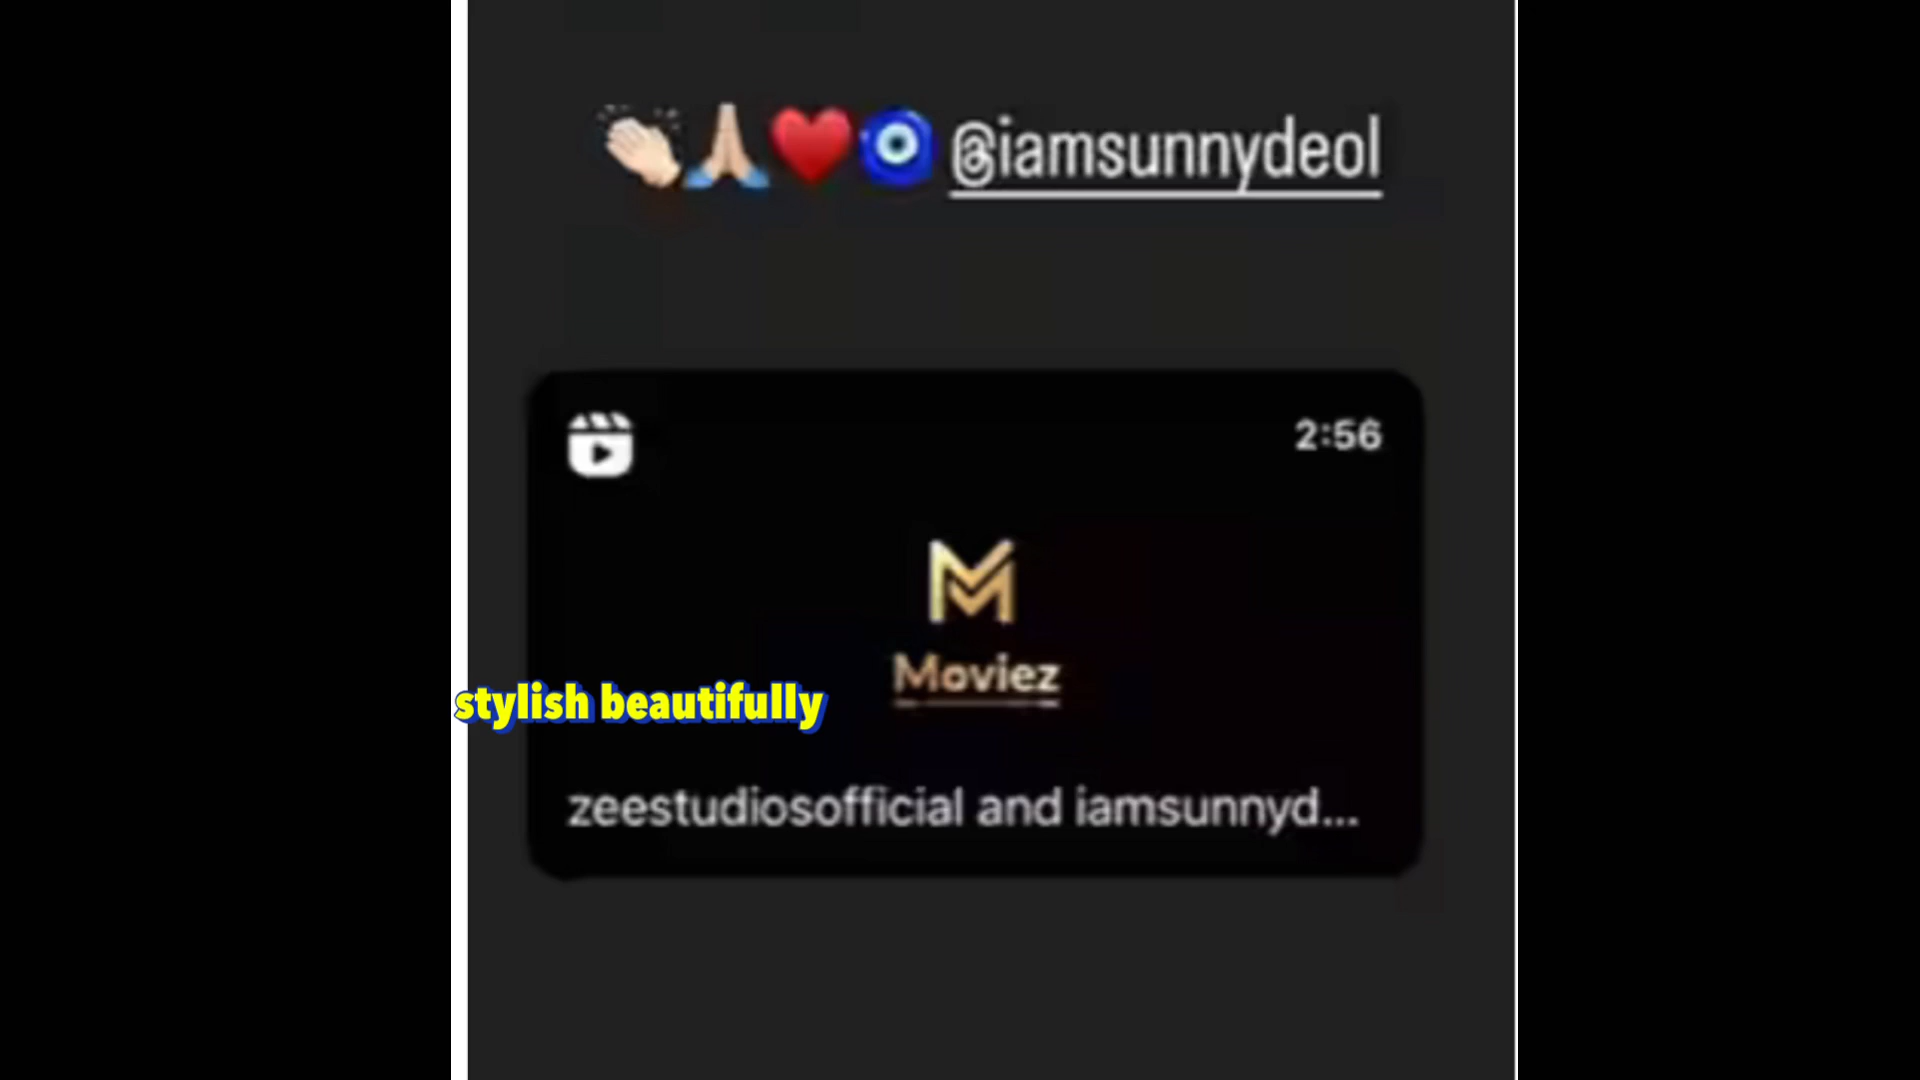 👏🏻🙏🏼❤️🧿 @iamsunnydeol
2:56
M
Moviez
stylish beautifully
zeestudiosofficial and iamsunnyd...